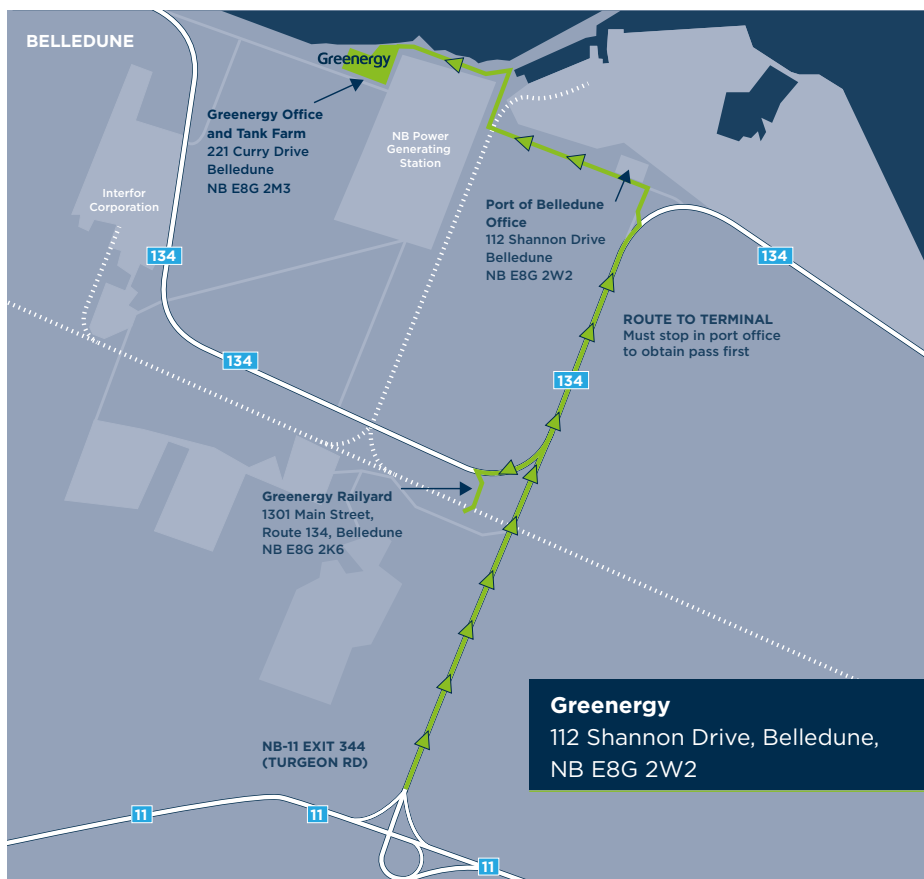 BELLEDUNE
Greenergy
Greenergy Office
and Tank Farm
221 Curry Drive
Belledune
NB E8G 2M3
NB Power
Generating
Station
Interfor
Corporation
Port of Belledune
Office
112 Shannon Drive
Belledune
NB E8G 2W2
134
134
ROUTE TO TERMINAL
Must stop in port office
to obtain pass first
134
134
Greenergy Railyard
1301 Main Street,
Route 134, Belledune
NB E8G 2K6
Greenergy
112 Shannon Drive, Belledune,
NB E8G 2W2
NB-11 EXIT 344
(TURGEON RD)
11
11
11